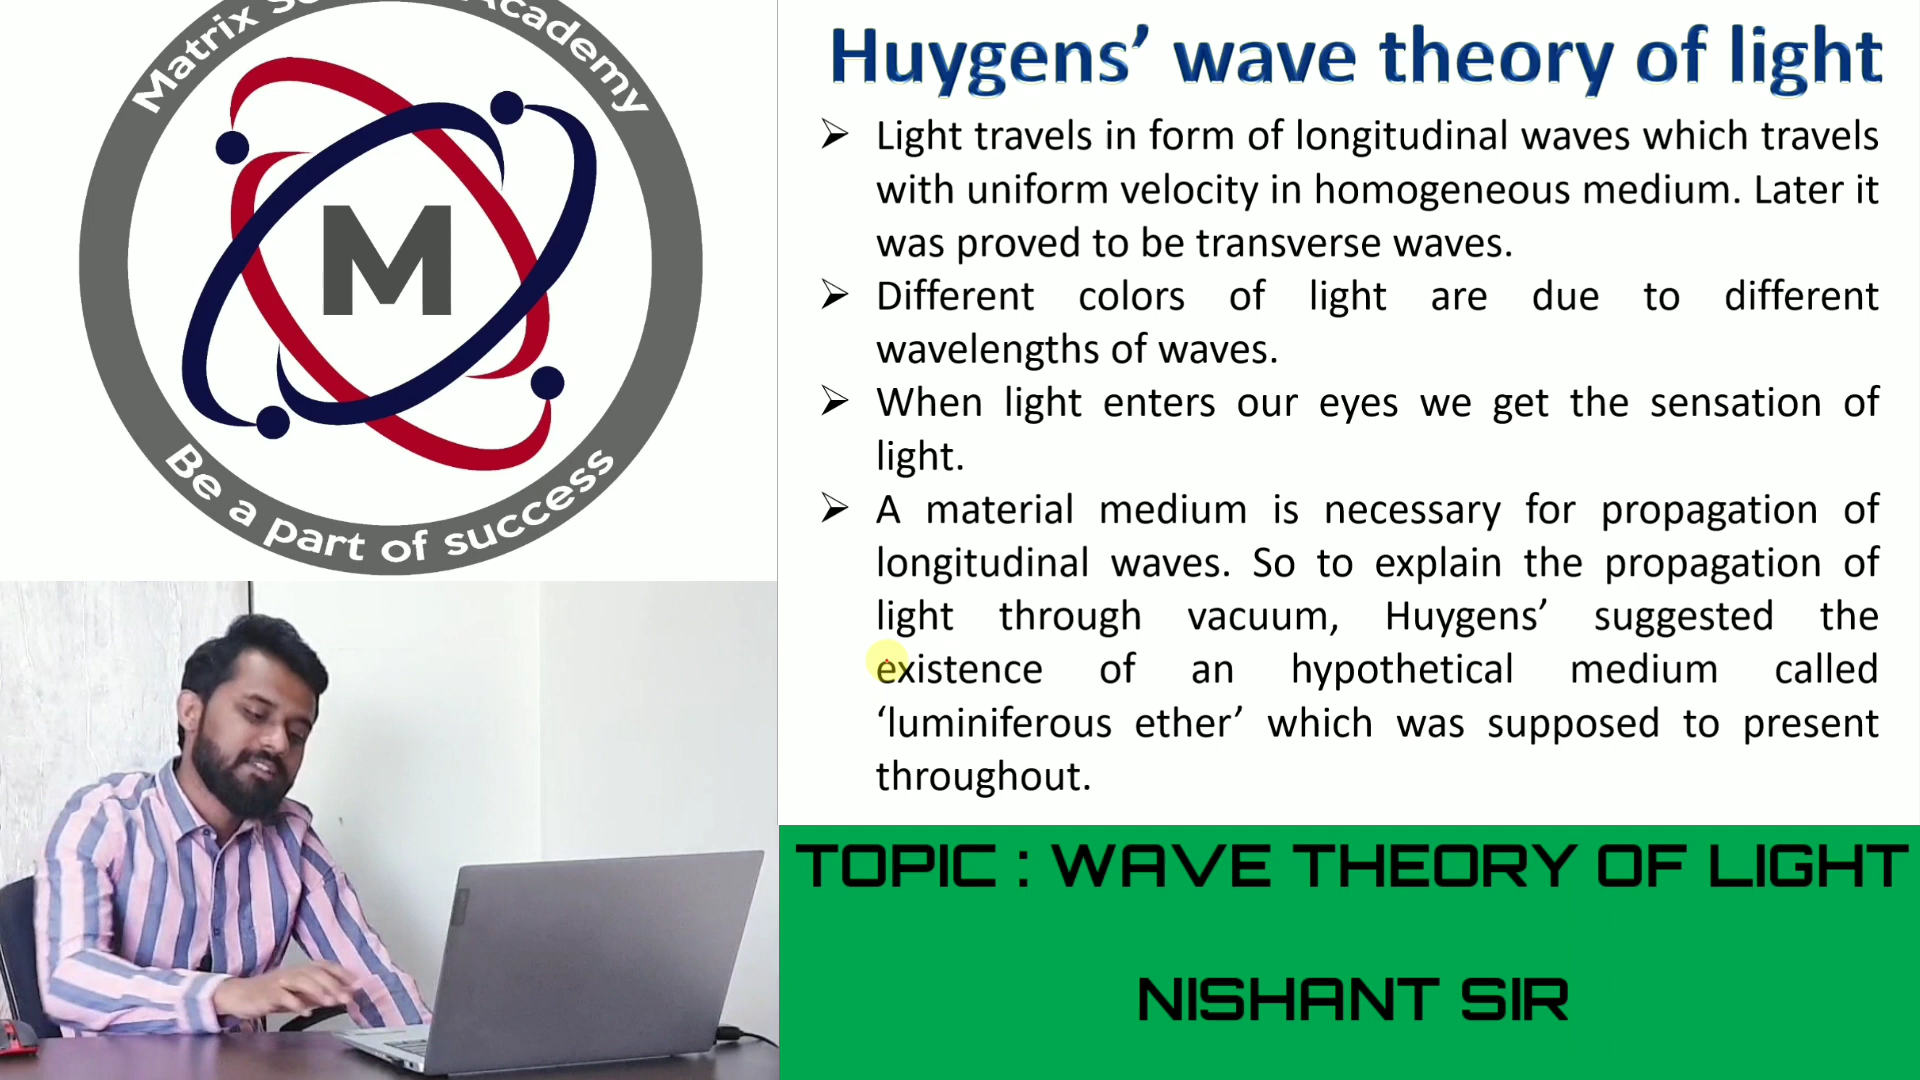 Matrix Academy
M
Be a part of success
Huygens’ wave theory of light
➢ Light travels in form of longitudinal waves which travels
with uniform velocity in homogeneous medium. Later it
was proved to be transverse waves.
➢ Different colors of light are due to different
wavelengths of waves.
➢ When light enters our eyes we get the sensation of
light.
➢ A material medium is necessary for propagation of
longitudinal waves. So to explain the propagation of
light through vacuum, Huygens’ suggested the
existence of an hypothetical medium called
‘luminiferous ether’ which was supposed to present
throughout.
TOPIC : WAVE THEORY OF LIGHT
NISHANT SIR